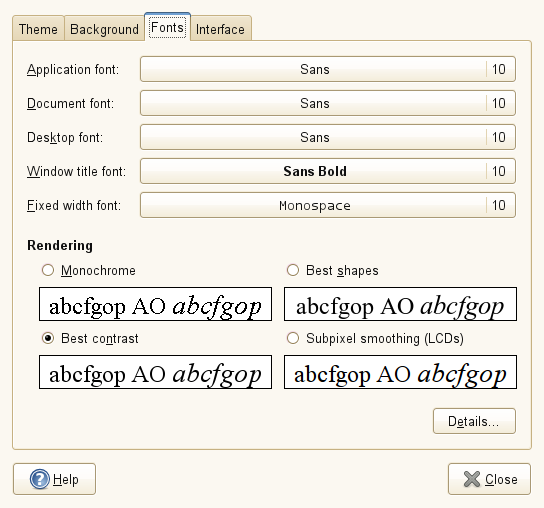 Theme Background Fonts Interface
Application font: Sans 10
Document font: Sans 10
Desktop font: Sans 10
Window title font: Sans Bold 10
Fixed width font: Monospace 10
Rendering
Monochrome Best shapes
abcfgop AO abcfgop abcfgop AO abcfgop
Best contrast Subpixel smoothing (LCDs)
abcfgop AO abcfgop abcfgop AO abcfgop
Details...
Help Close